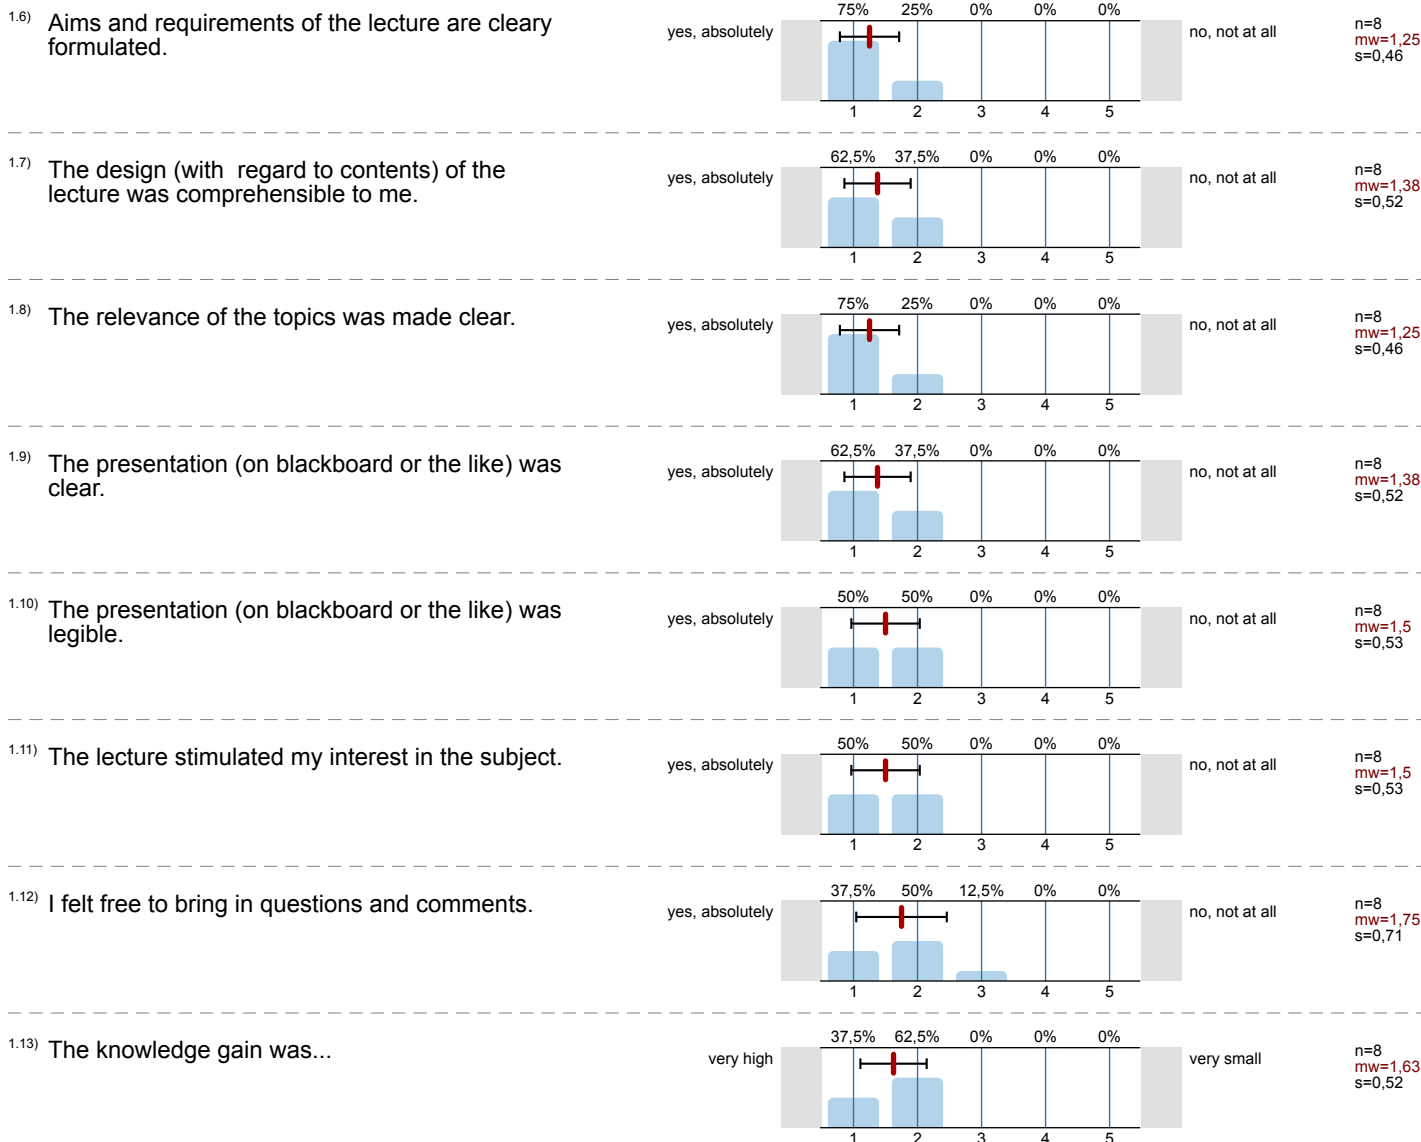 1.6) Aims and requirements of the lecture are cleary
formulated.
yes, absolutely
75% 25% 0% 0% 0%
1 2 3 4 5
no, not at all
n=8
mw=1,25
s=0,46
1.7) The design (with regard to contents) of the
lecture was comprehensible to me.
yes, absolutely
62,5% 37,5% 0% 0% 0%
1 2 3 4 5
no, not at all
n=8
mw=1,38
s=0,52
1.8) The relevance of the topics was made clear.
yes, absolutely
75% 25% 0% 0% 0%
1 2 3 4 5
no, not at all
n=8
mw=1,25
s=0,46
1.9) The presentation (on blackboard or the like) was
clear.
yes, absolutely
62,5% 37,5% 0% 0% 0%
1 2 3 4 5
no, not at all
n=8
mw=1,38
s=0,52
1.10) The presentation (on blackboard or the like) was
legible.
yes, absolutely
50% 50% 0% 0% 0%
1 2 3 4 5
no, not at all
n=8
mw=1,5
s=0,53
1.11) The lecture stimulated my interest in the subject.
yes, absolutely
50% 50% 0% 0% 0%
1 2 3 4 5
no, not at all
n=8
mw=1,5
s=0,53
1.12) I felt free to bring in questions and comments.
yes, absolutely
37,5% 50% 12,5% 0% 0%
1 2 3 4 5
no, not at all
n=8
mw=1,75
s=0,71
1.13) The knowledge gain was...
very high
37,5% 62,5% 0% 0% 0%
1 2 3 4 5
very small
n=8
mw=1,63
s=0,52